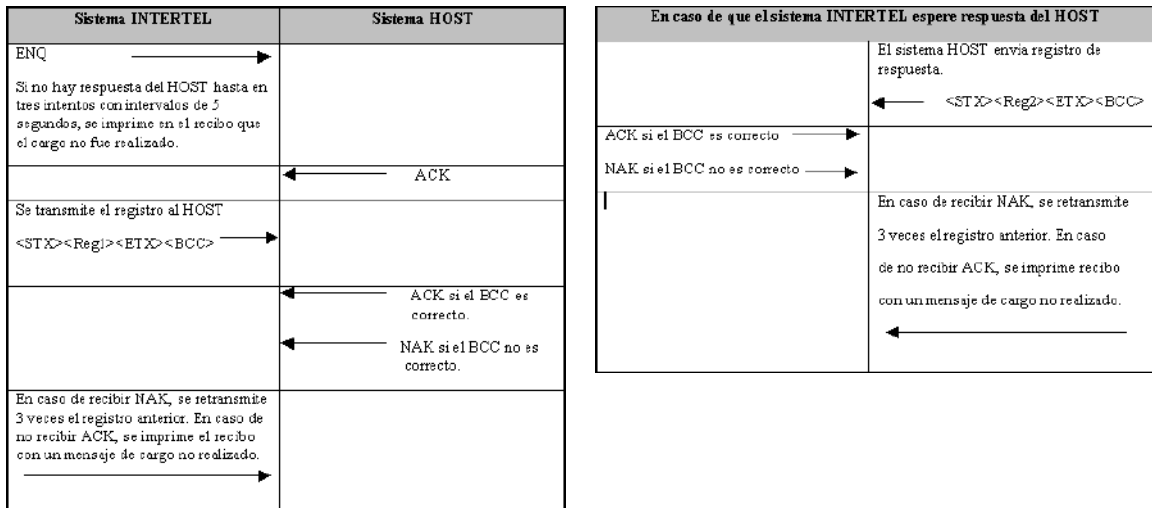 Sistema INTERTEL
Sistema HOST
ENQ
Si no hay respuesta del HOST hasta en
tres intentos con intervalos de 5
segundos, se imprime en el recibo que
el cargo no fue realizado.
ACK
Se transmite el registro al HOST
<STX><Reg1><ETX><BCC>
ACK si el BCC es
correcto.
NAK si el BCC no es
correcto.
En caso de recibir NAK, se retransmite
3 veces el registro anterior. En caso de
no recibir ACK, se imprime el recibo
con un mensaje de cargo no realizado.
En caso de que el sistema INTERTEL espere respuesta del HOST
El sistema HOST envia registro de
respuesta.
<STX><Reg2><ETX><BCC>
ACK si el BCC es correcto
NAK si el BCC no es correcto
En caso de recibir NAK, se retransmite
3 veces el registro anterior. En caso
de no recibir ACK, se imprime recibo
con un mensaje de cargo no realizado.